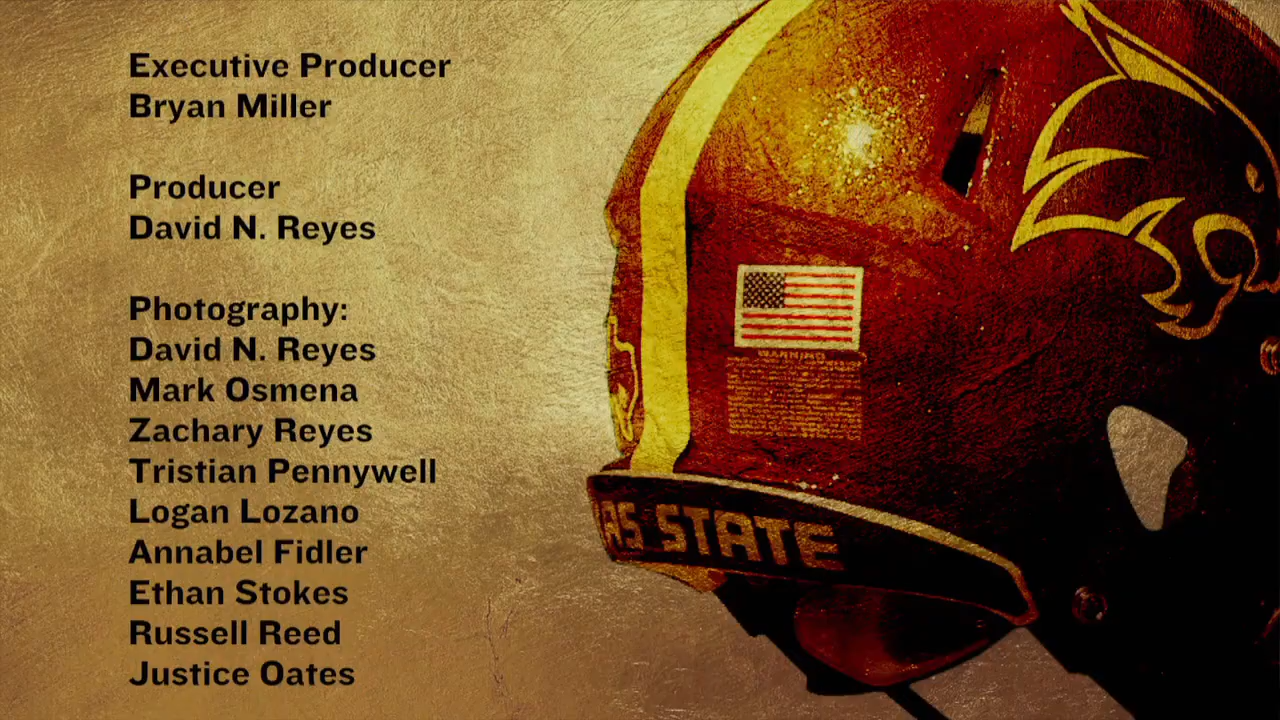 Executive Producer
Bryan Miller
Producer
David N. Reyes
Photography:
David N. Reyes
Mark Osmena
Zachary Reyes
Tristian Pennywell
Logan Lozano
Annabel Fidler
Ethan Stokes
Russell Reed
Justice Oates
WARNING
AS STATE